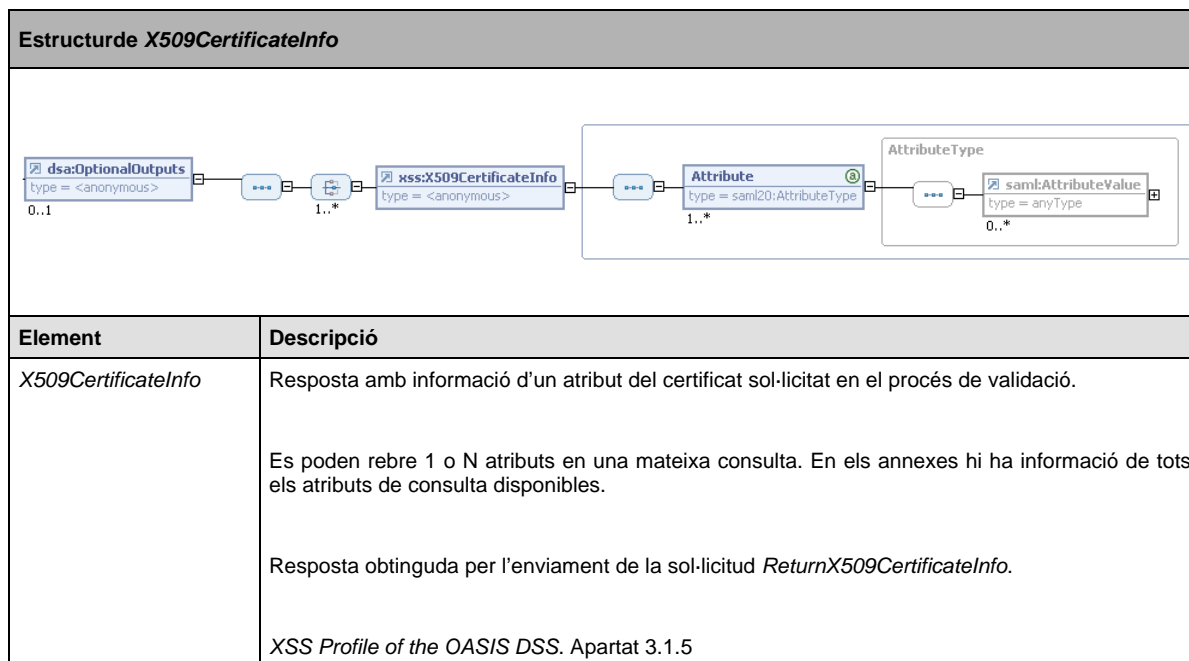 Estructurde X509CertificateInfo
AttributeType
dsa:OptionalOutputs
type = <anonymous>
0..1
1..*
xss:X509CertificateInfo
type = <anonymous>
Attribute
type = saml20:AttributeType
1..*
saml:AttributeValue
type = anyType
0..*
Element
Descripció
X509CertificateInfo
Resposta amb informació d’un atribut del certificat sol·licitat en el procés de validació.
Es poden rebre 1 o N atributs en una mateixa consulta. En els annexes hi ha informació de tots
els atributs de consulta disponibles.
Resposta obtinguda per l’enviament de la sol·licitud ReturnX509CertificateInfo.
XSS Profile of the OASIS DSS. Apartat 3.1.5